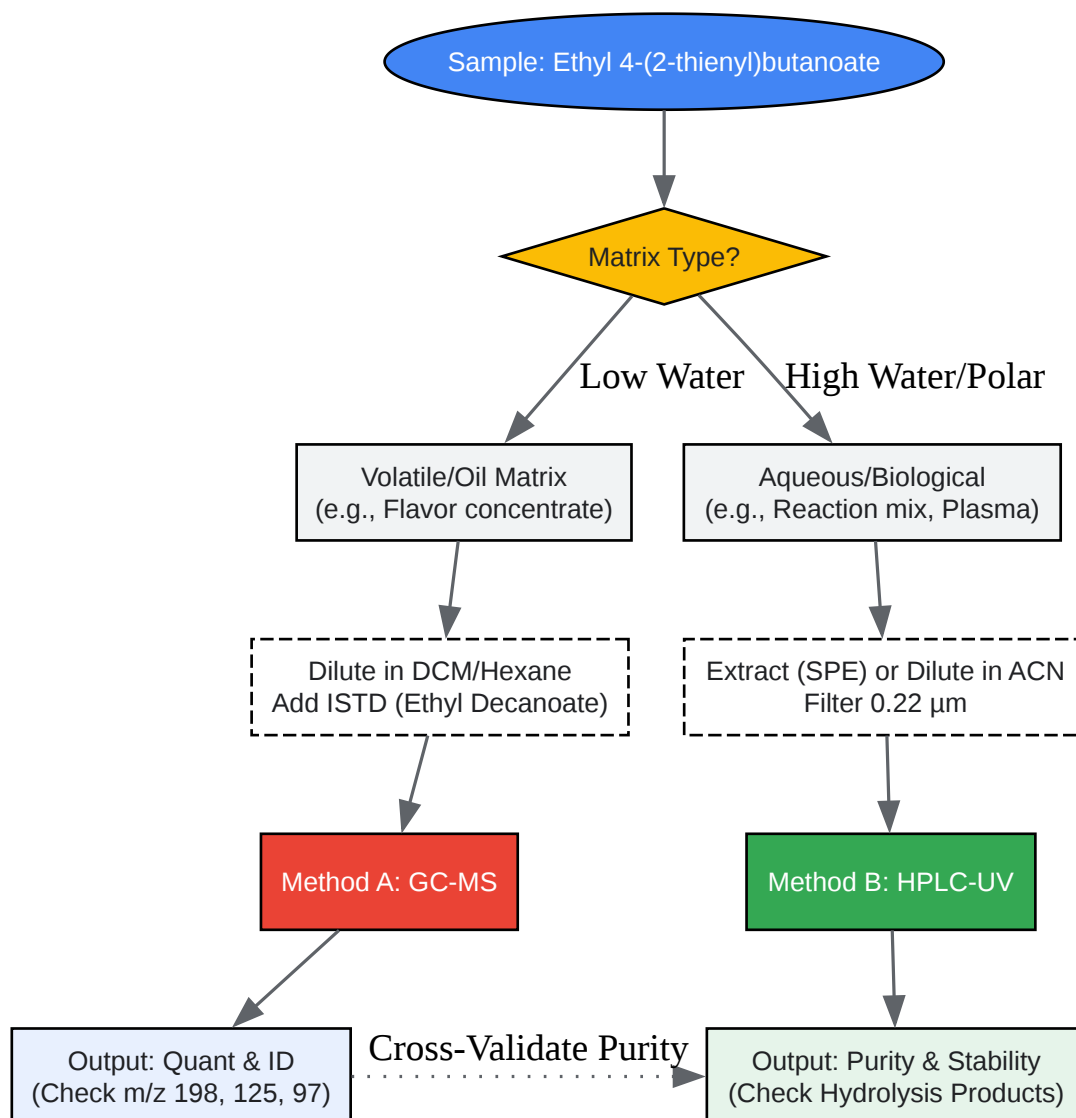 Sample: Ethyl 4-(2-thienyl)butanoate
Matrix Type?
Low Water
High Water/Polar
Volatile/Oil Matrix
(e.g., Flavor concentrate)
Aqueous/Biological
(e.g., Reaction mix, Plasma)
Dilute in DCM/Hexane
Add ISTD (Ethyl Decanoate)
Extract (SPE) or Dilute in ACN
Filter 0.22 µm
Method A: GC-MS
Method B: HPLC-UV
Output: Quant & ID
(Check m/z 198, 125, 97)
Cross-Validate Purity
Output: Purity & Stability
(Check Hydrolysis Products)